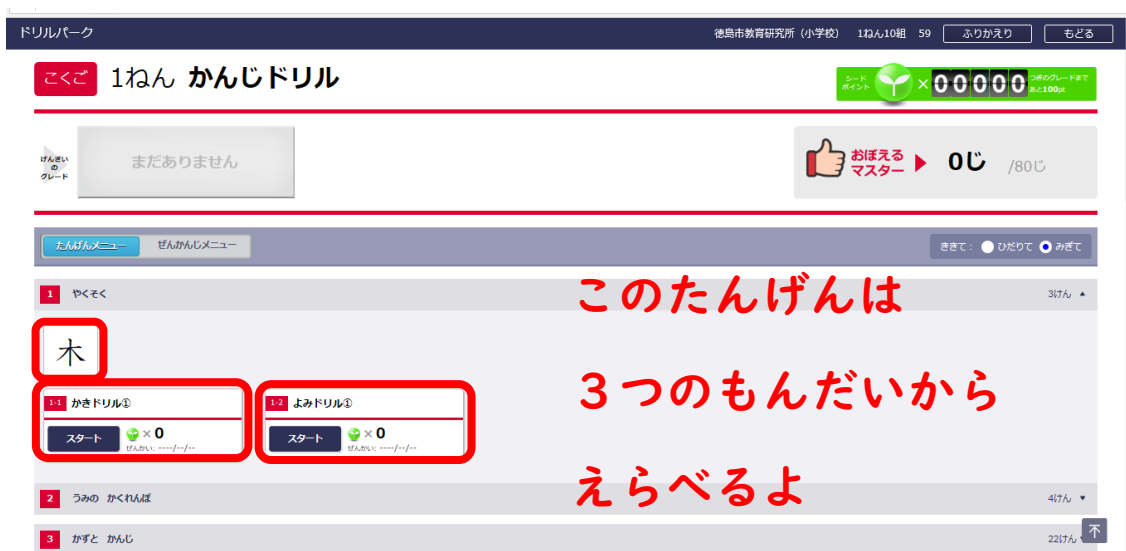 ドリルパーク
徳島市教育研究所（小学校） 1ねん10組 59 ふりかえり もどる
こくご 1ねん かんじドリル
シードポイント ×00000 つぎのグレードまで あと100pt
げんざいのグレード まだありません
おぼえるマスター ▶ 0じ /80じ
たんげんメニュー ぜんかんじメニュー
ききて： ひだりて みぎて
1 やくそく 3けん ▲
木
1-1 かきドリル①
スタート × 0
ぜんかい: ----/--/--
1-2 よみドリル①
スタート × 0
ぜんかい: ----/--/--
このたんげんは
３つのもんだいから
えらべるよ
2 うみの かくれんぼ 4けん ▼
3 かずと かんじ 22けん